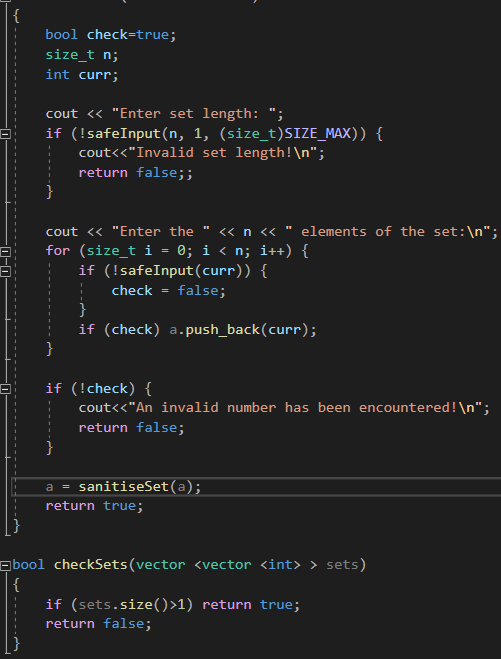 {
bool check=true;
size_t n;
int curr;
cout << "Enter set length: ";
if (!safeInput(n, 1, (size_t)SIZE_MAX)) {
cout<<"Invalid set length!\n";
return false;;
}
cout << "Enter the " << n << " elements of the set:\n";
for (size_t i = 0; i < n; i++) {
if (!safeInput(curr)) {
check = false;
}
if (check) a.push_back(curr);
}
if (!check) {
cout<<"An invalid number has been encountered!\n";
return false;
}
a = sanitiseSet(a);
return true;
}
bool checkSets(vector <vector <int> > sets)
{
if (sets.size()>1) return true;
return false;
}